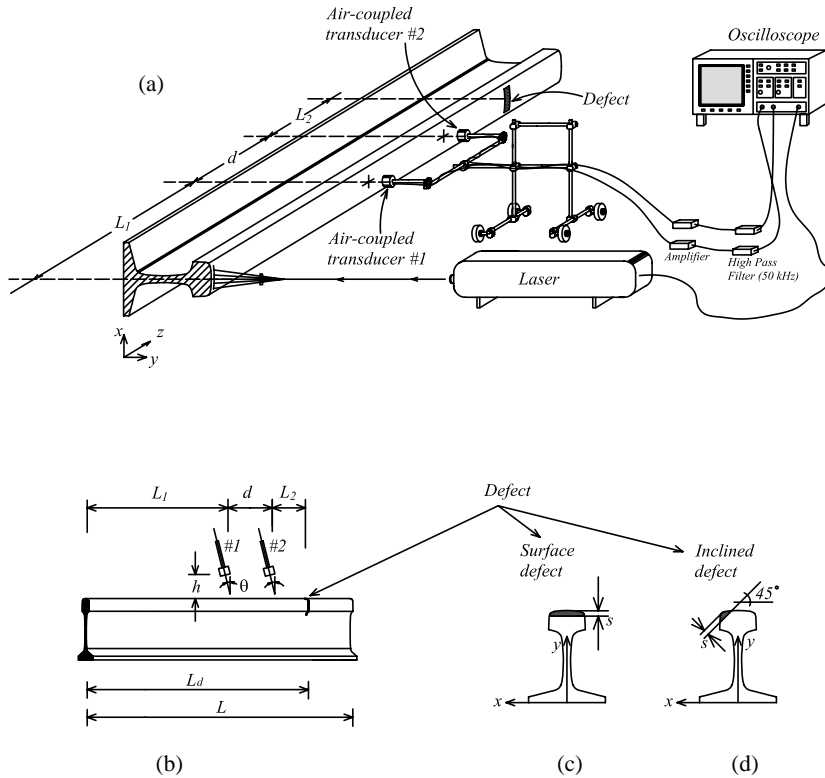 Air-coupled
transducer #2
Oscilloscope
(a)
Defect
L2
d
L1
Air-coupled
transducer #1
Amplifier
High Pass
Filter (50 kHz)
Laser
x
z
y
L1
d
L2
Defect
#1
#2
Surface
defect
Inclined
defect
h
θ
45°
s
s
y
y
Ld
x
x
L
(b)
(c)
(d)